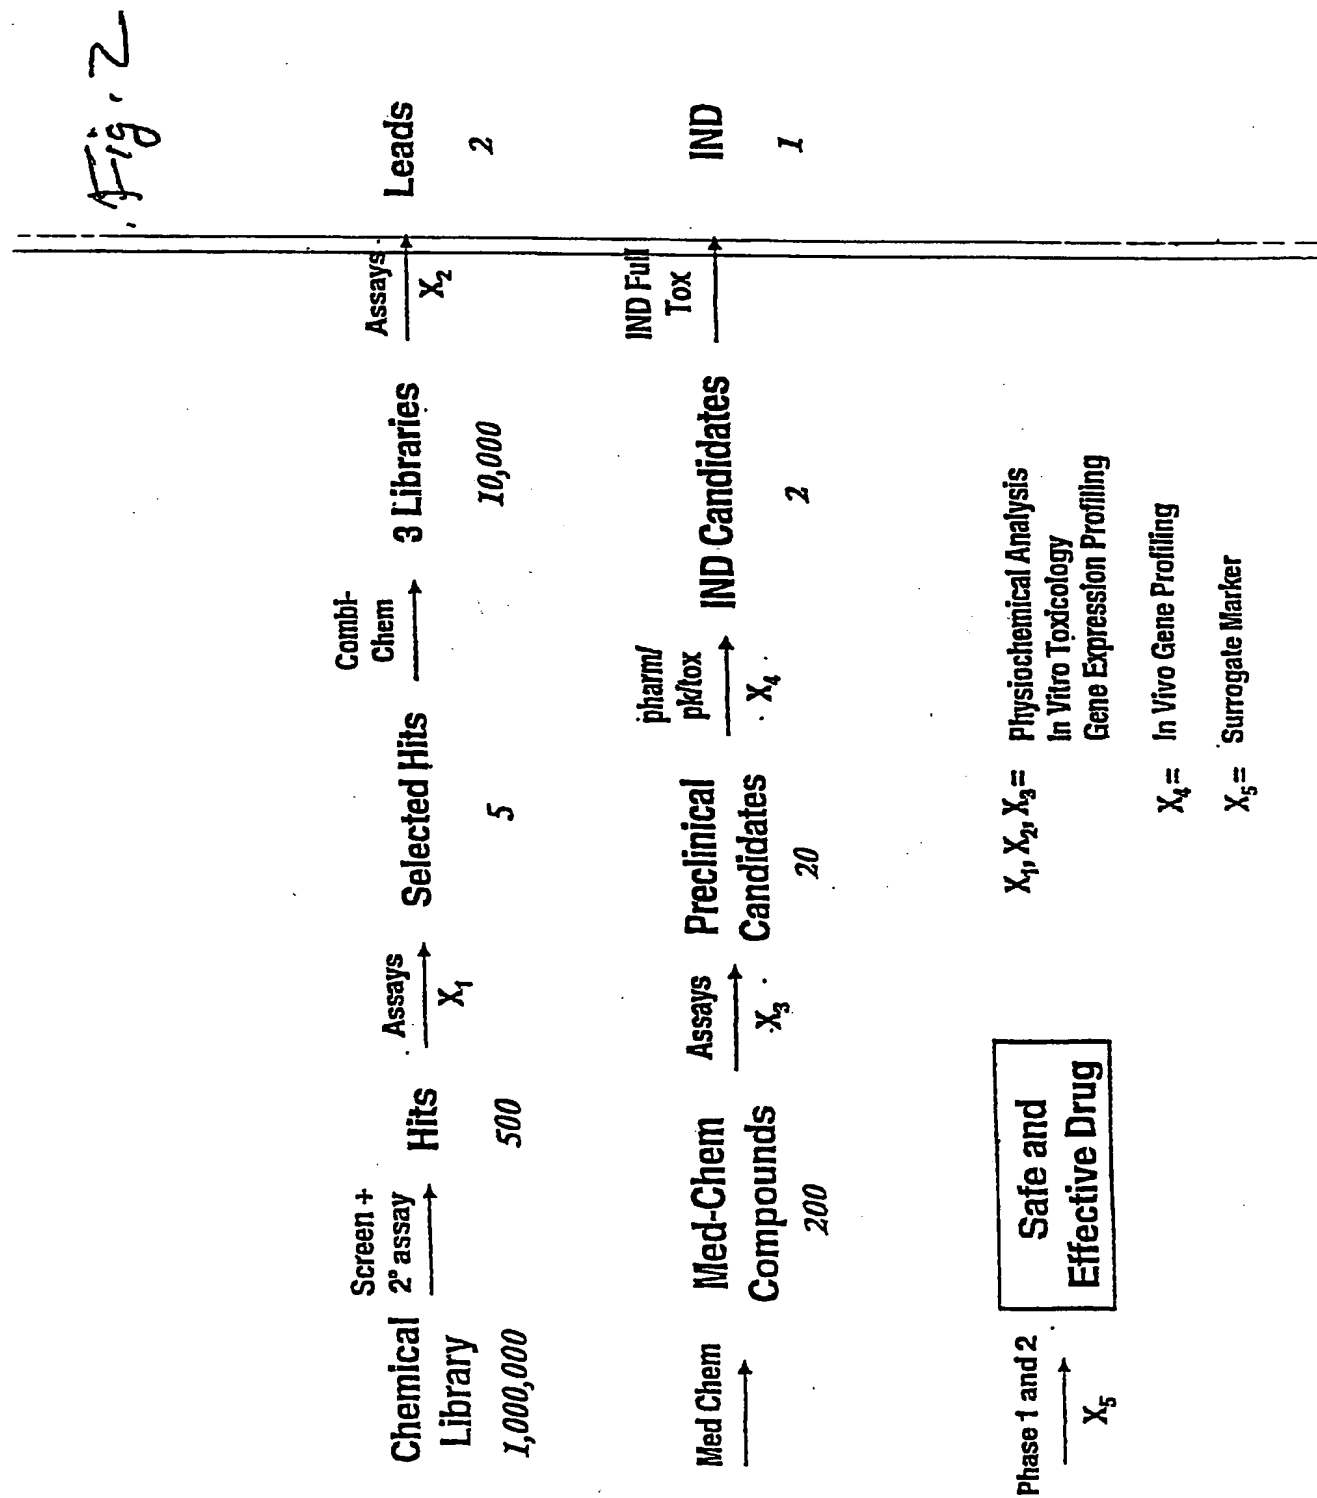 Fig. 2
Chemical
Library
1,000,000
Screen +
2° assay
Hits
500
Assays
X₁
Selected Hits
5
Combi-
Chem
3 Libraries
10,000
Assays
X₂
Leads
2
Med Chem
Med-Chem
Compounds
200
Assays
X₃
Preclinical
Candidates
20
pharm/
pk/tox
X₄
IND Candidates
2
IND Full
Tox
IND
1
Phase 1 and 2
X₅
Safe and
Effective Drug
X₁, X₂, X₃= Physiochemical Analysis
In Vitro Toxicology
Gene Expression Profiling
X₄= In Vivo Gene Profiling
X₅= Surrogate Marker